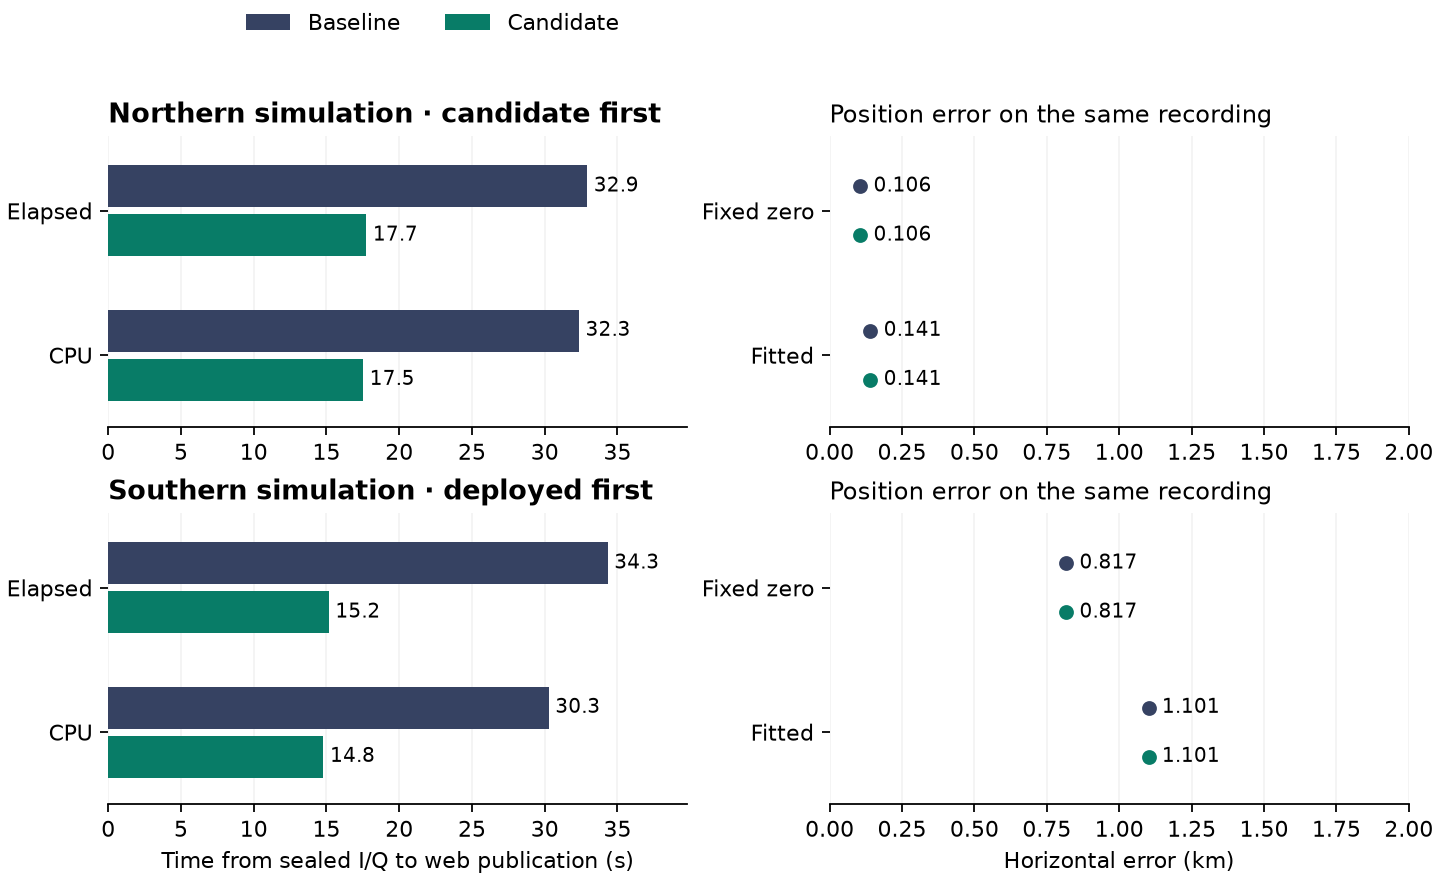 Baseline Candidate
Northern simulation · candidate first
Elapsed
32.9
17.7
CPU
32.3
17.5
0 5 10 15 20 25 30 35
Position error on the same recording
Fixed zero
0.106
0.106
Fitted
0.141
0.141
0.00 0.25 0.50 0.75 1.00 1.25 1.50 1.75 2.00
Southern simulation · deployed first
Elapsed
34.3
15.2
CPU
30.3
14.8
0 5 10 15 20 25 30 35
Time from sealed I/Q to web publication (s)
Position error on the same recording
Fixed zero
0.817
0.817
Fitted
1.101
1.101
0.00 0.25 0.50 0.75 1.00 1.25 1.50 1.75 2.00
Horizontal error (km)